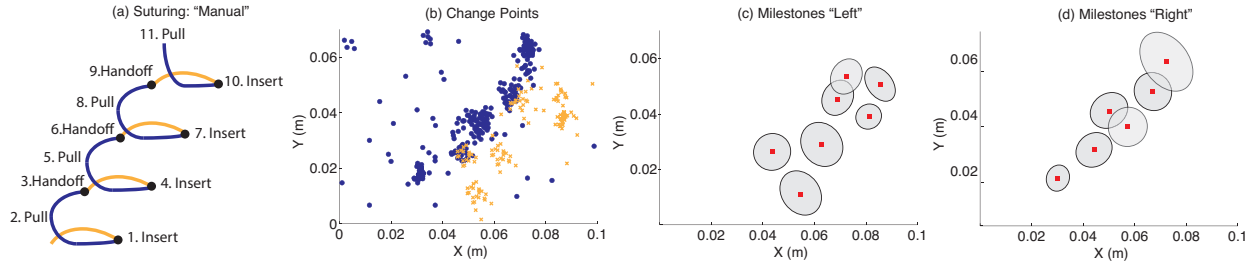 (a) Suturing: “Manual”
11. Pull
9.Handoff
10. Insert
8. Pull
6.Handoff
7. Insert
5. Pull
3.Handoff
4. Insert
2. Pull
1. Insert
(b) Change Points
0.06
0.04
0.02
0
Y (m)
0
0.02
0.04
0.06
0.08
0.1
X (m)
(c) Milestones “Left”
0.06
0.04
0.02
Y (m)
0.02
0.04
0.06
0.08
0.1
X (m)
(d) Milestones “Right”
0.06
0.04
0.02
Y (m)
0.02
0.04
0.06
0.08
0.1
X (m)